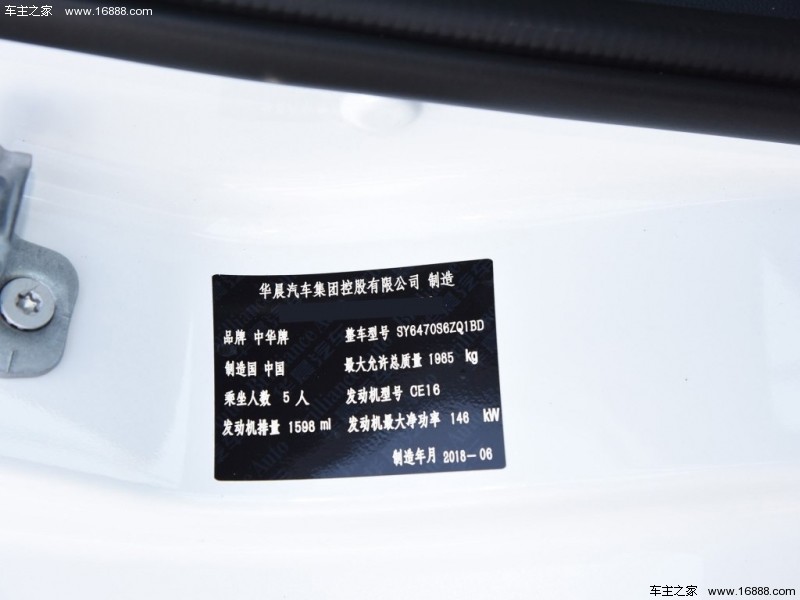 车主之家 www.16888.com
华晨汽车集团控股有限公司 制造
品牌 中华牌 整车型号 SY6470S6ZQ1BD
制造国 中国 最大允许总质量 1985 kg
乘坐人数 5 人 发动机型号 CE16
发动机排量 1598 ml 发动机最大净功率 146 kW
制造年月 2018-06
车主之家 www.16888.com